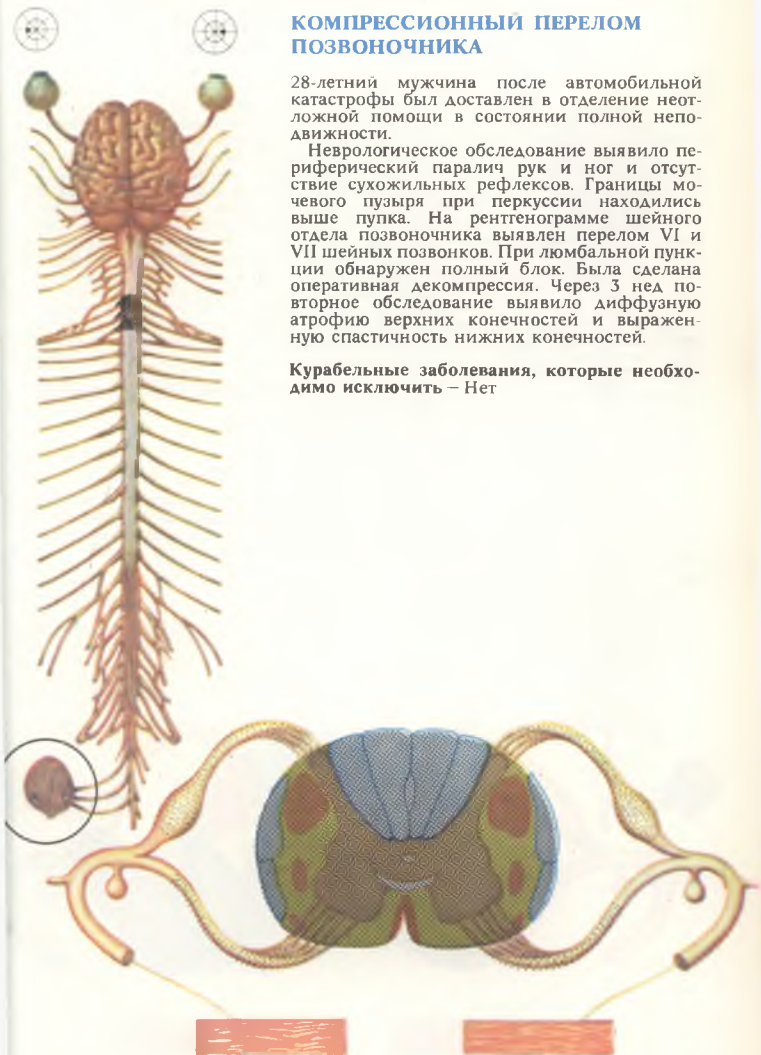 КОМПРЕССИОННЫЙ ПЕРЕЛОМ
ПОЗВОНОЧНИКА
28-летний мужчина после автомобильной
катастрофы был доставлен в отделение неот-
ложной помощи в состоянии полной непо-
движности.
Неврологическое обследование выявило пе-
риферический паралич рук и ног и отсут-
ствие сухожильных рефлексов. Границы мо-
чевого пузыря при перкуссии находились
выше пупка. На рентгенограмме шейного
отдела позвоночника выявлен перелом VI и
VII шейных позвонков. При люмбальной пунк-
ции обнаружен полный блок. Была сделана
оперативная декомпрессия. Через 3 нед по-
вторное обследование выявило диффузную
атрофию верхних конечностей и выражен-
ную спастичность нижних конечностей.
Курабельные заболевания, которые необхо-
димо исключить – Нет